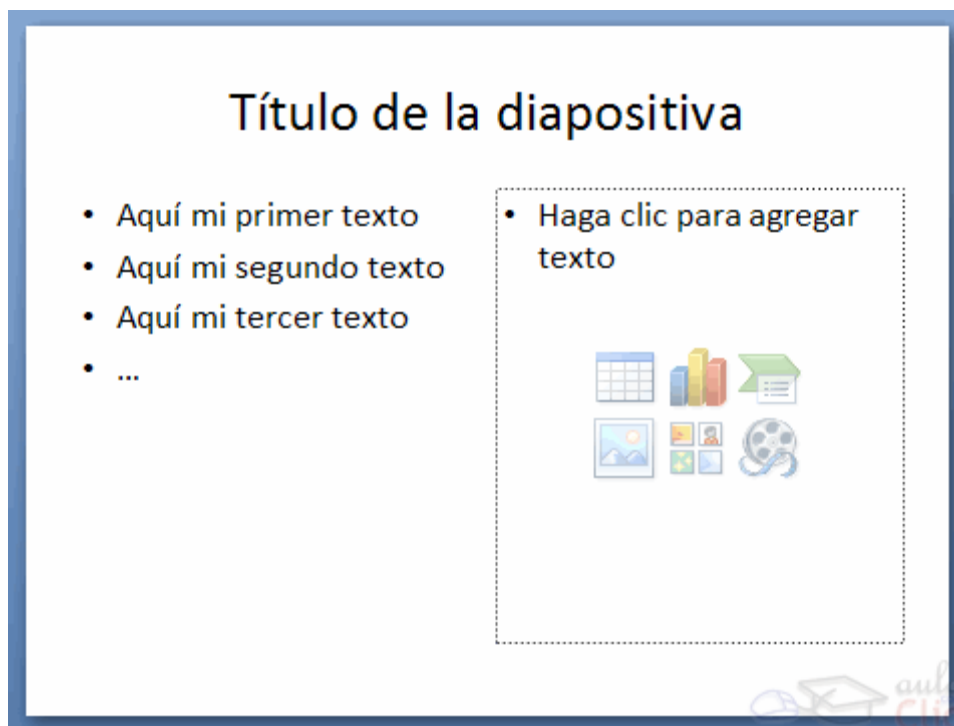 Título de la diapositiva
• Aquí mi primer texto
• Aquí mi segundo texto
• Aquí mi tercer texto
• ...
• Haga clic para agregar
texto